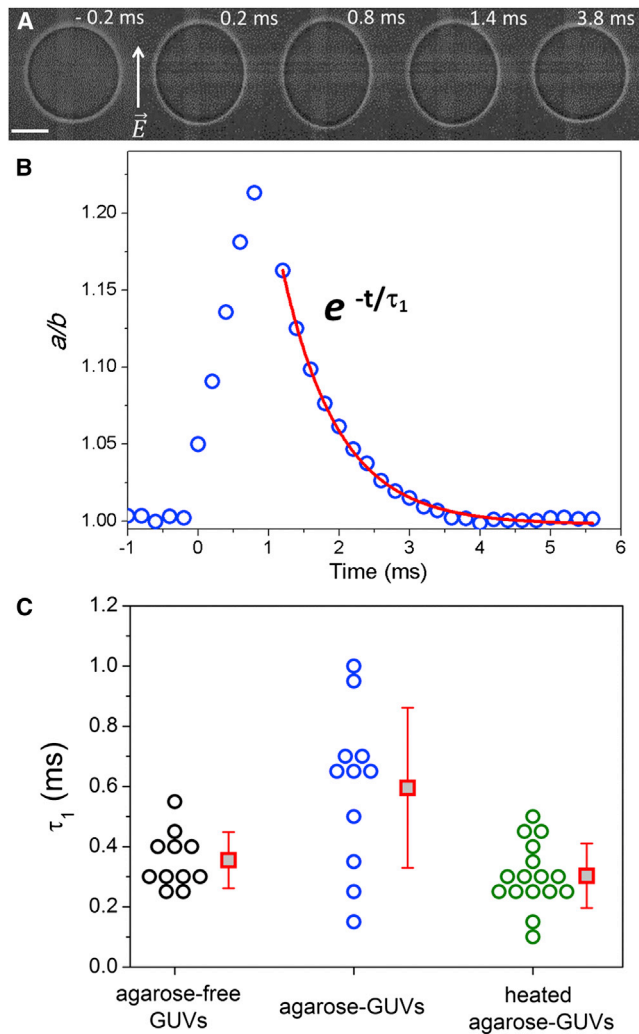 A
- 0.2 ms
0.2 ms
0.8 ms
1.4 ms
3.8 ms
E
B
a/b
1.20
1.15
1.10
1.05
1.00
e -t/τ1
-1 0 1 2 3 4 5 6
Time (ms)
C
τ1 (ms)
1.2
1.0
0.8
0.6
0.4
0.2
0.0
agarose-free
GUVs
agarose-GUVs
heated
agarose-GUVs